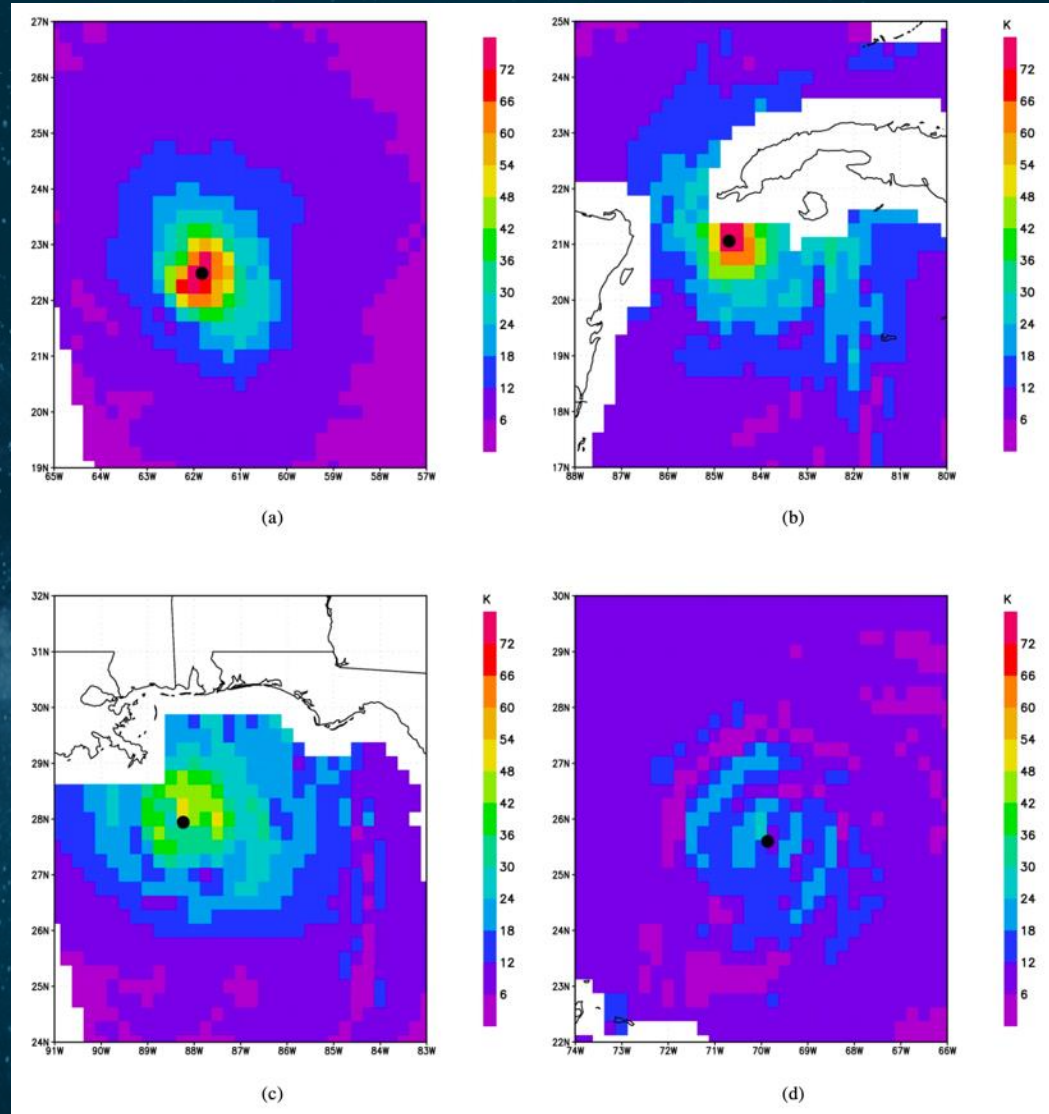 27N
26N
25N
24N
23N
22N
21N
20N
19N
65W 64W 63W 62W 61W 60W 59W 58W 57W
72
66
60
54
48
42
36
30
24
18
12
6
(a)
25N
24N
23N
22N
21N
20N
19N
18N
17N
88W 87W 86W 85W 84W 83W 82W 81W 80W
K
72
66
60
54
48
42
36
30
24
18
12
6
(b)
32N
31N
30N
29N
28N
27N
26N
25N
24N
91W 90W 89W 88W 87W 86W 85W 84W 83W
K
72
66
60
54
48
42
36
30
24
18
12
6
(c)
30N
29N
28N
27N
26N
25N
24N
23N
22N
74W 73W 72W 71W 70W 69W 68W 67W 66W
K
72
66
60
54
48
42
36
30
24
18
12
6
(d)